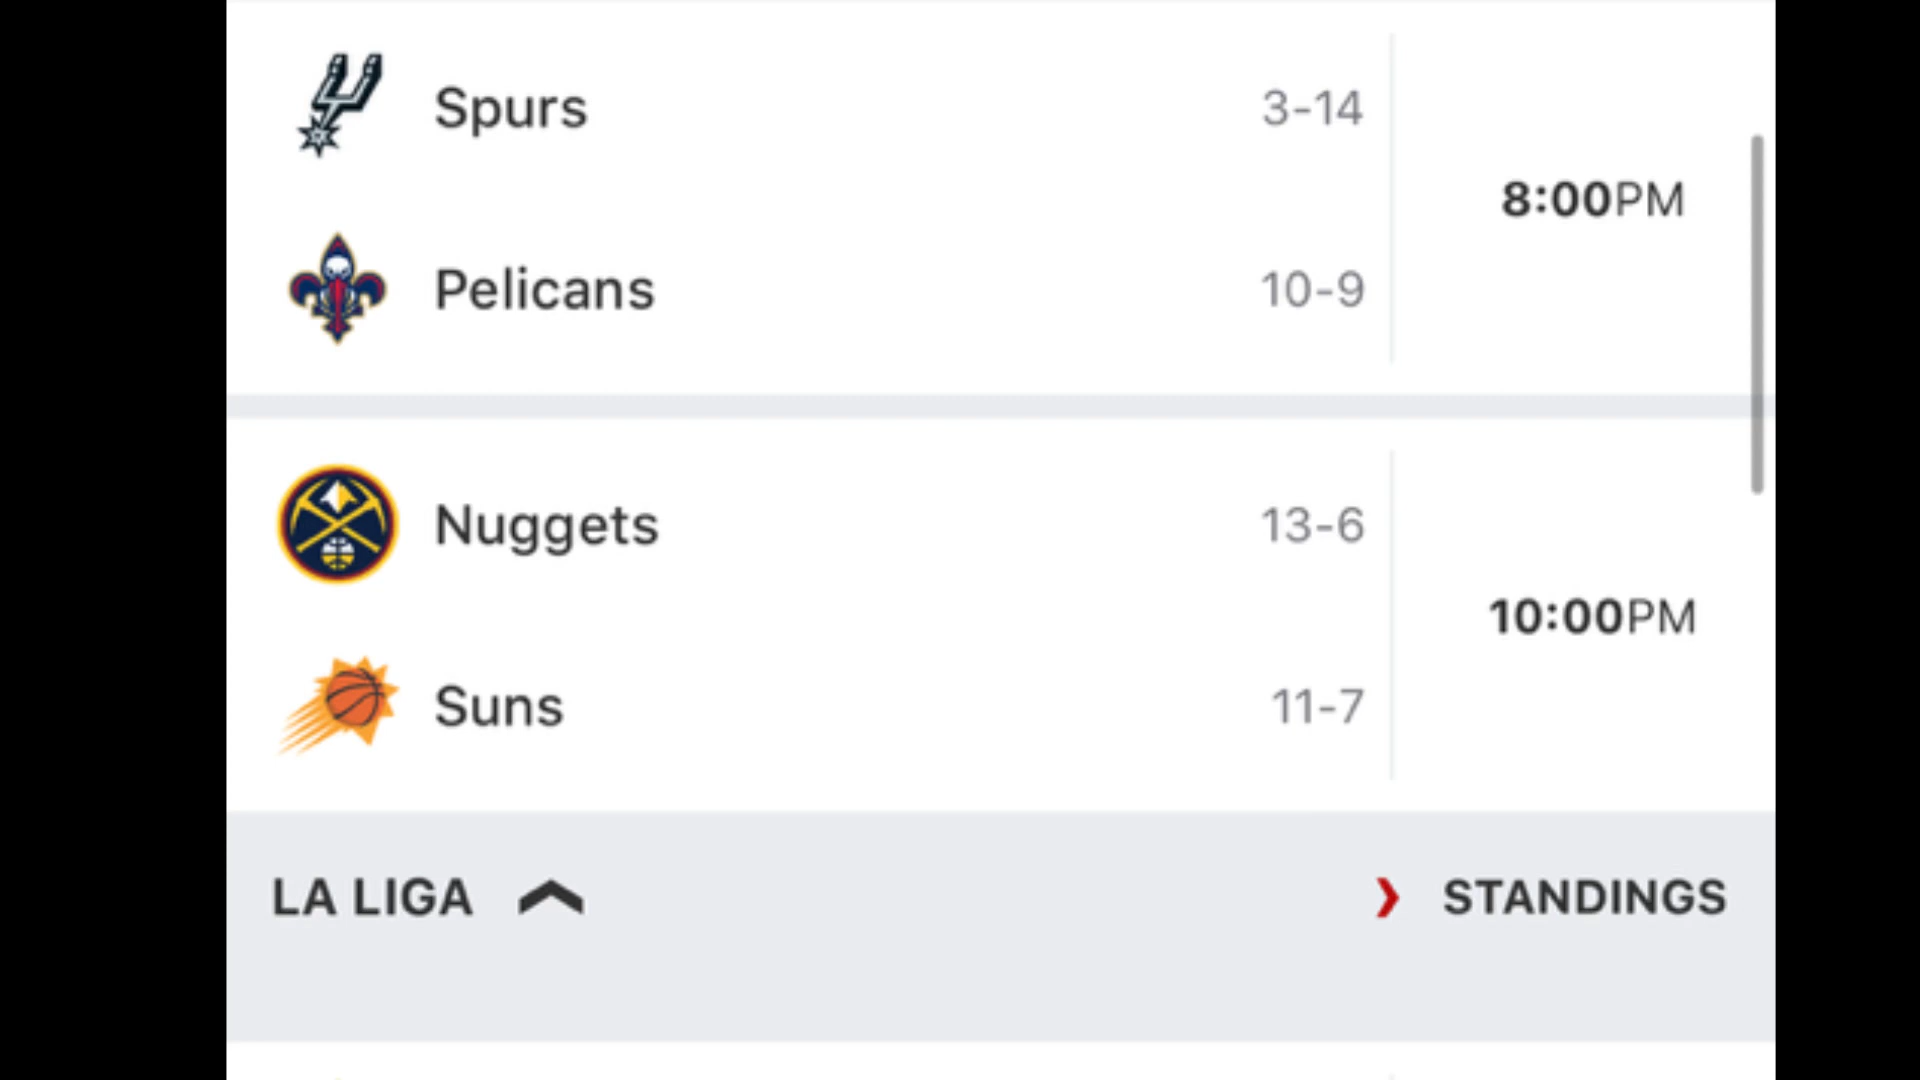 Spurs 3-14
8:00PM
Pelicans 10-9
Nuggets 13-6
10:00PM
Suns 11-7
LA LIGA STANDINGS